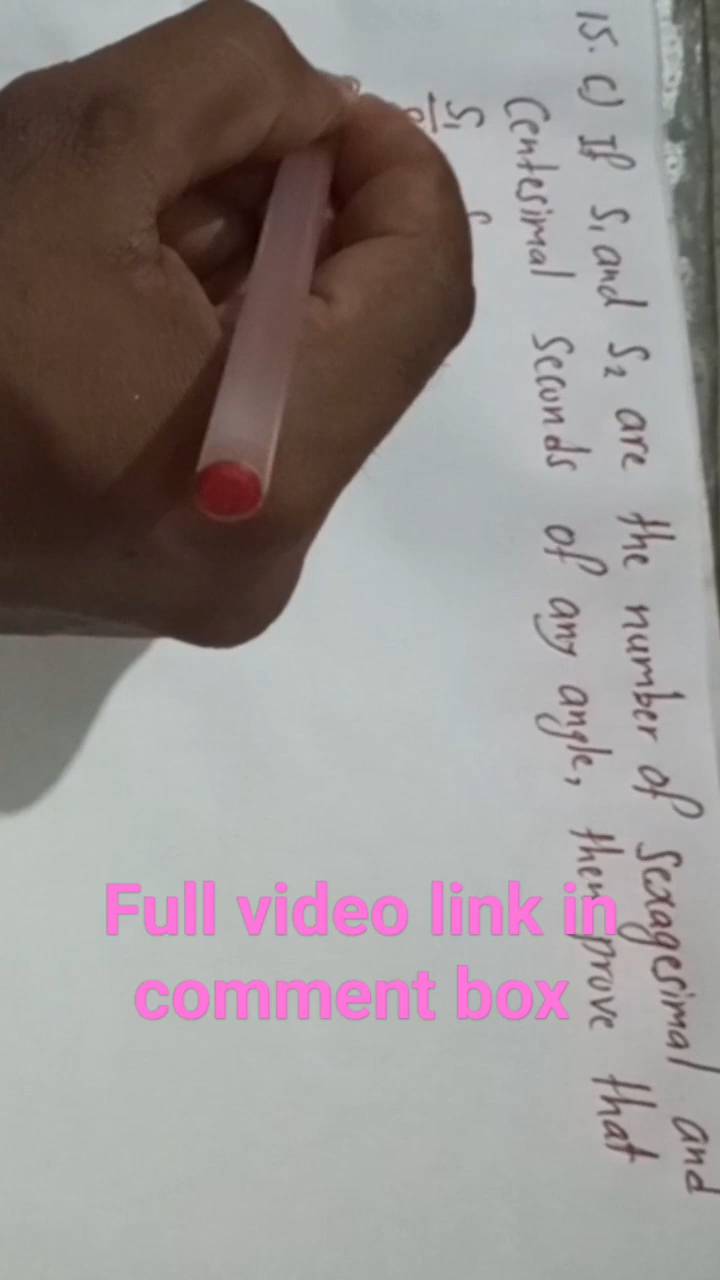 15. c) If S₁ and S₂ are the number of Sexagesimal and
Centesimal Seconds of any angle, then prove that
S₁
Full video link in
comment box